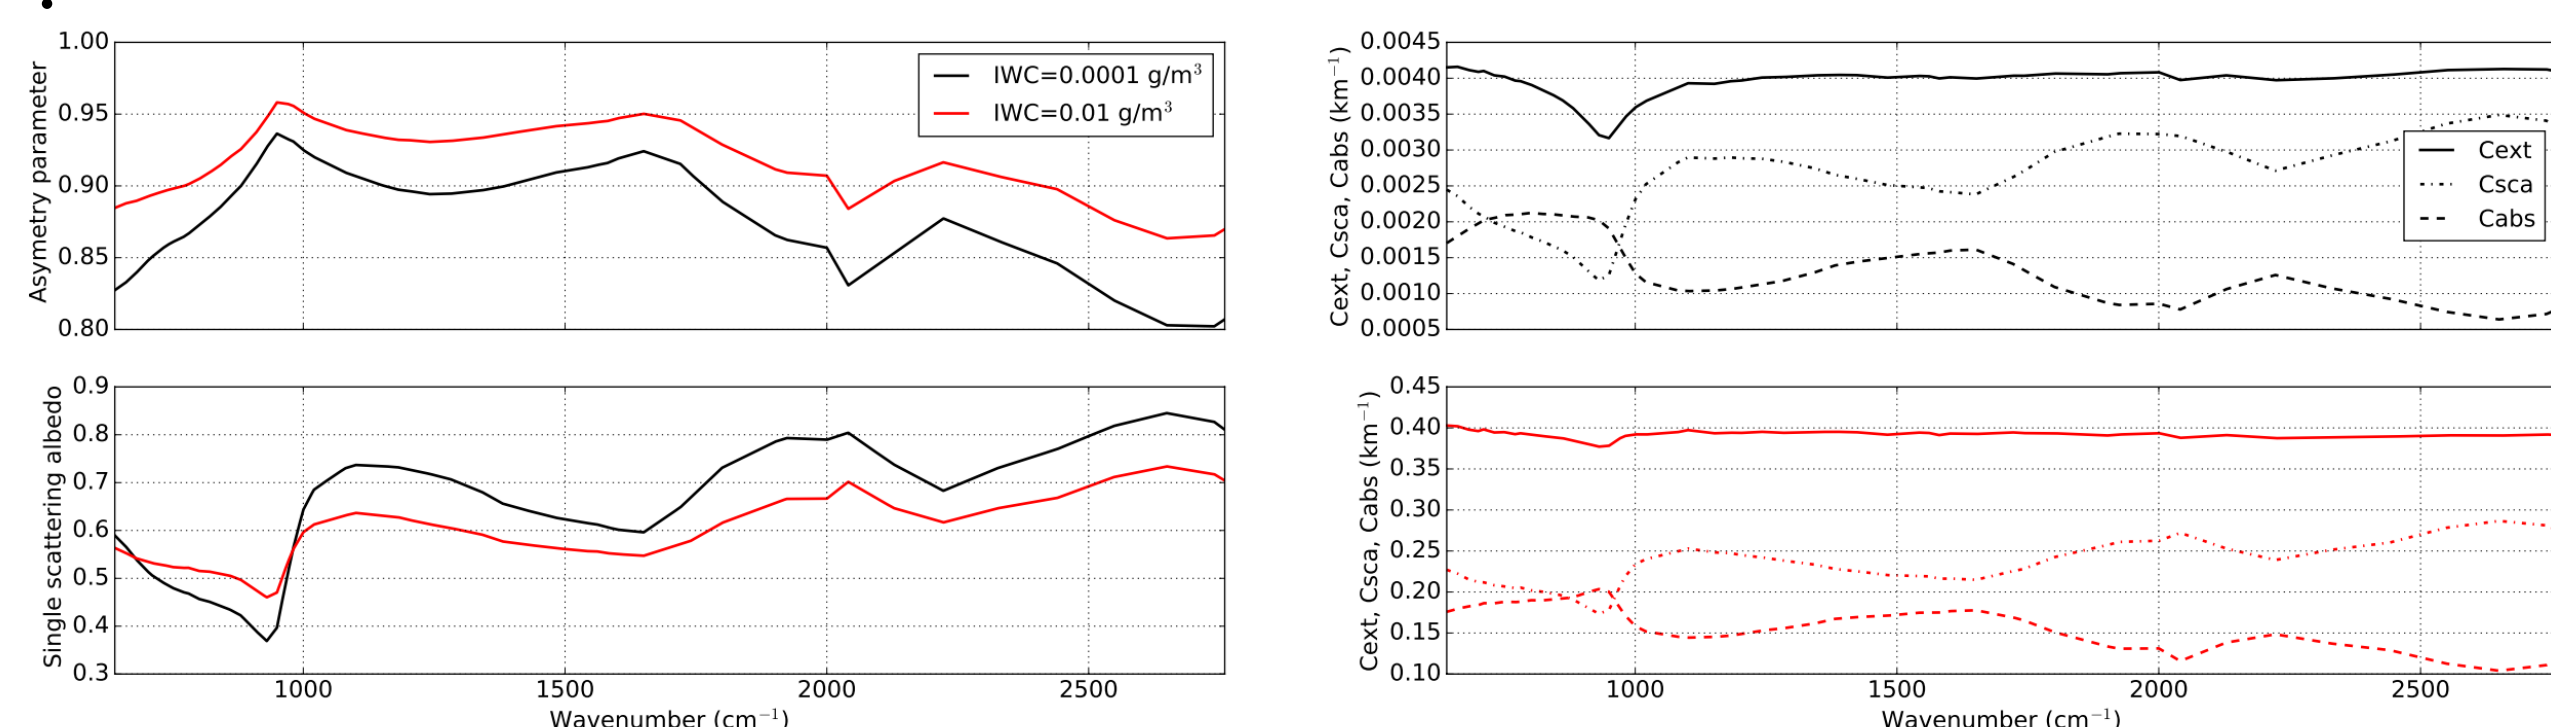 •
1.00
0.95
0.90
0.85
0.80
Asymetry parameter
IWC=0.0001 g/m³
IWC=0.01 g/m³
0.0045
0.0040
0.0035
0.0030
0.0025
0.0020
0.0015
0.0010
0.0005
Cext, Csca, Cabs (km⁻¹)
Cext
Csca
Cabs
0.9
0.8
0.7
0.6
0.5
0.4
0.3
Single scattering albedo
1000 1500 2000 2500
Wavenumber (cm⁻¹)
0.45
0.40
0.35
0.30
0.25
0.20
0.15
0.10
Cext, Csca, Cabs (km⁻¹)
1000 1500 2000 2500
Wavenumber (cm⁻¹)